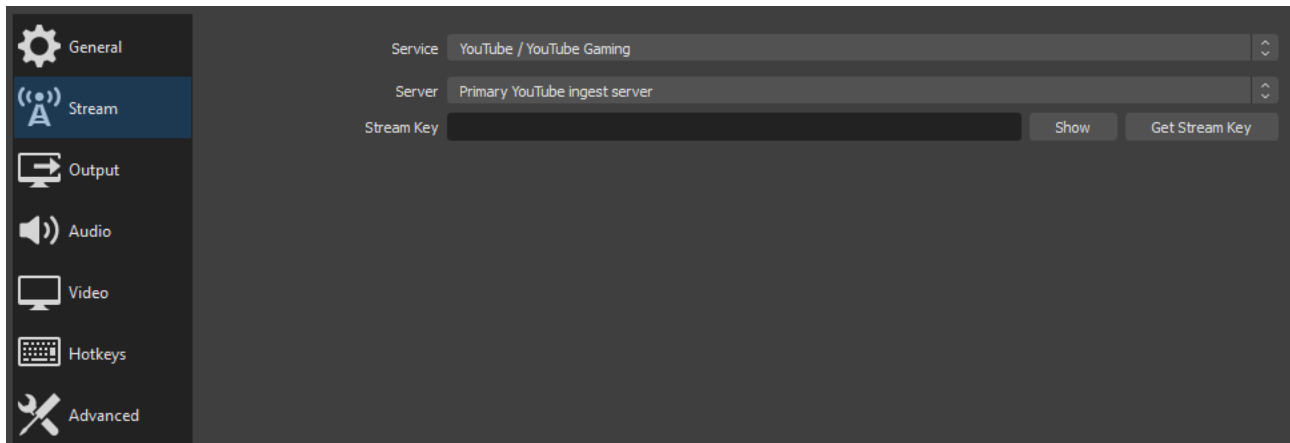 General
Stream
Output
Audio
Video
Hotkeys
Advanced
Service YouTube / YouTube Gaming
Server Primary YouTube ingest server
Stream Key Show Get Stream Key